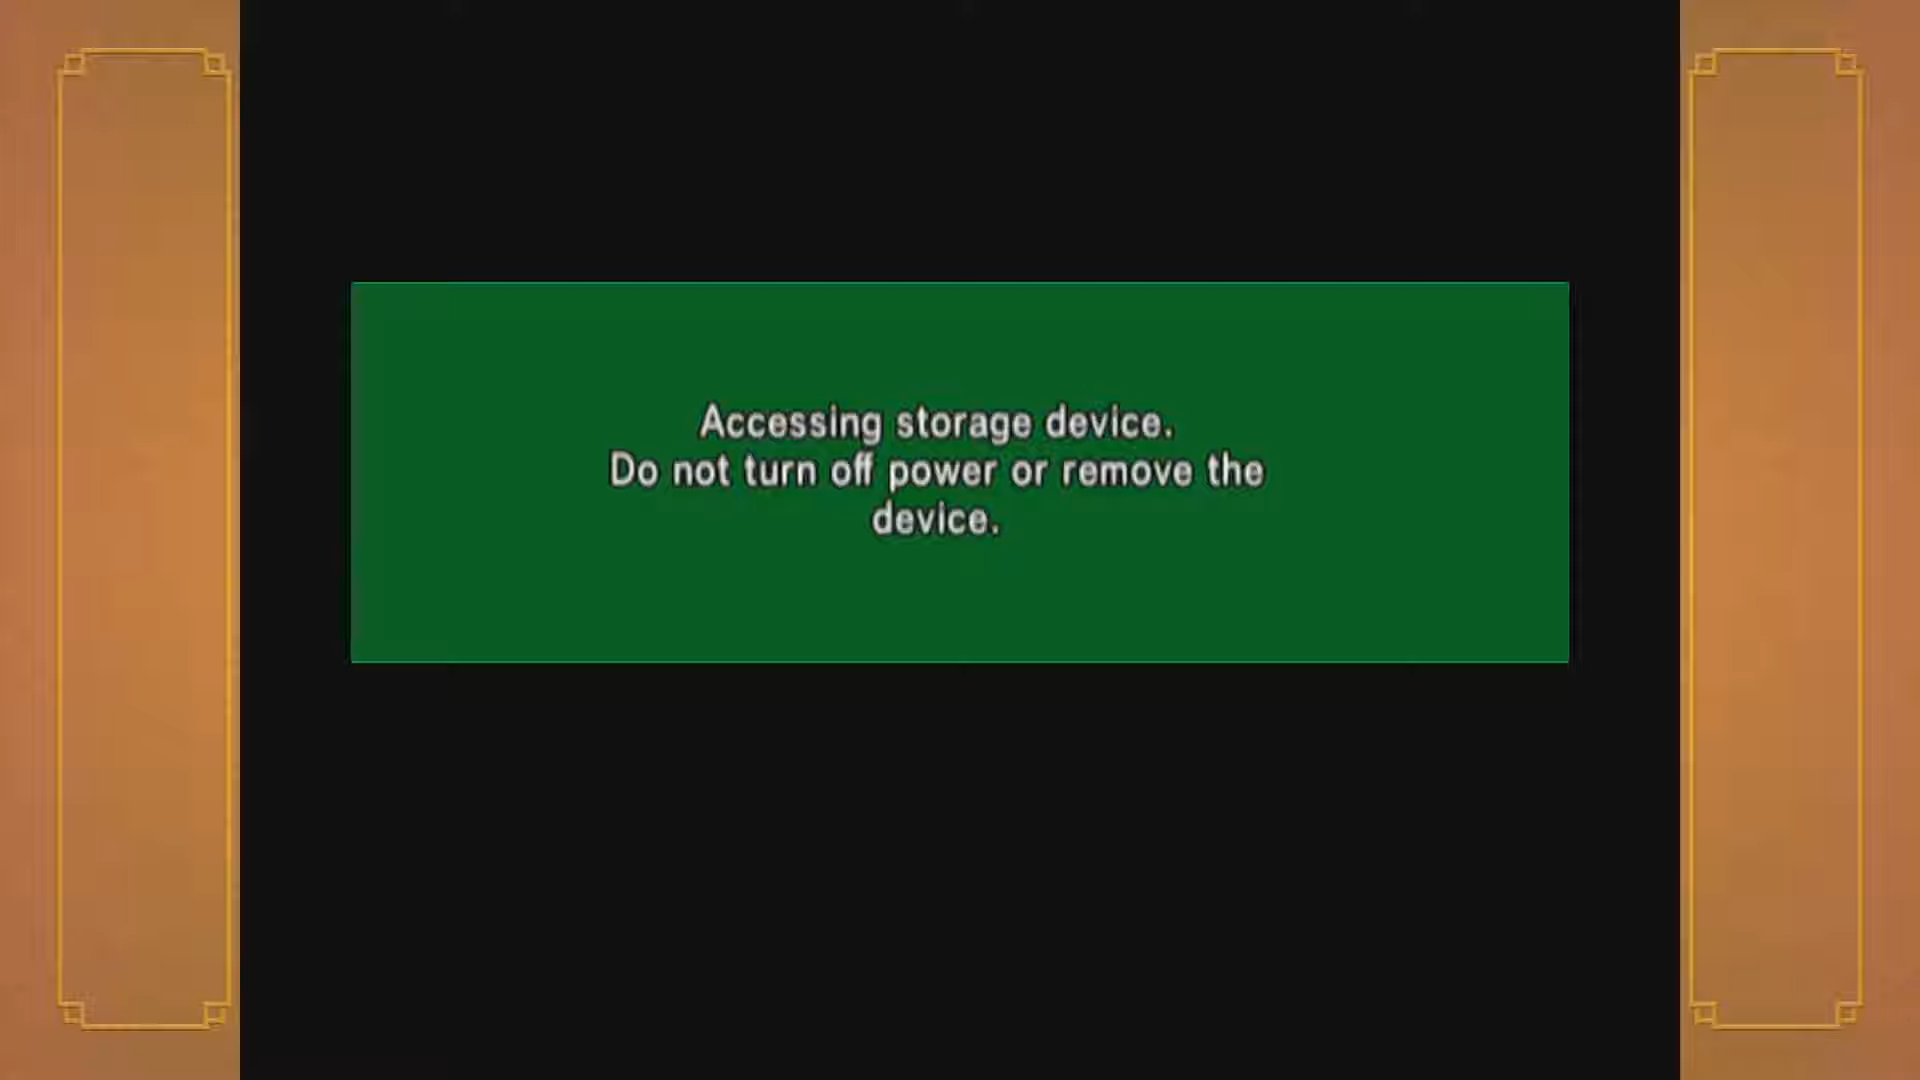 Accessing storage device.
Do not turn off power or remove the
device.